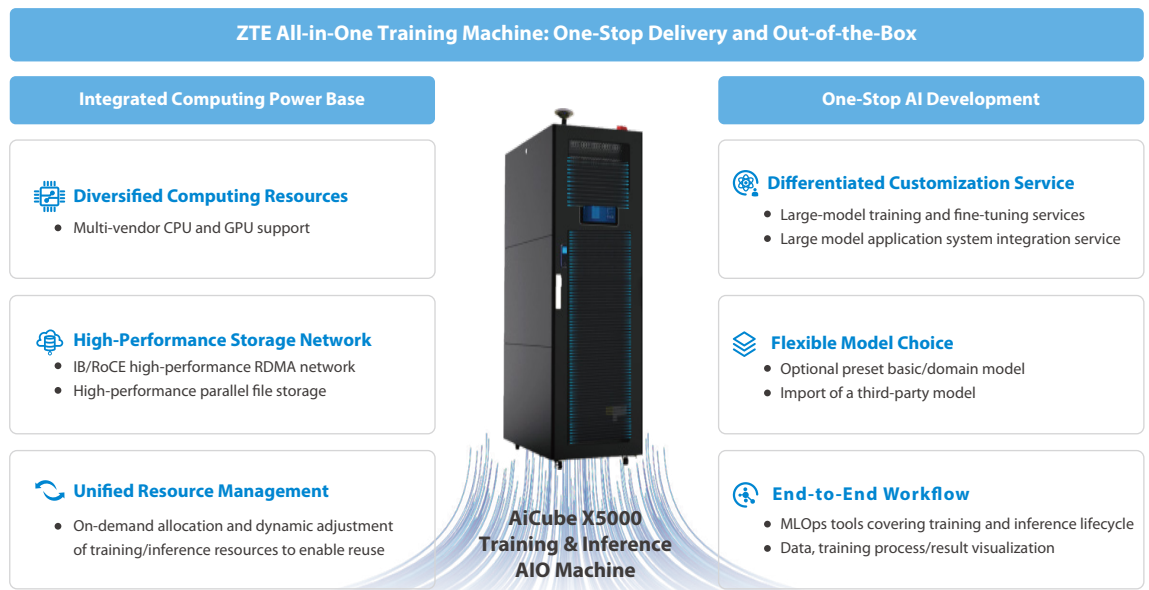 ZTE All-in-One Training Machine: One-Stop Delivery and Out-of-the-Box
Integrated Computing Power Base
Diversified Computing Resources
• Multi-vendor CPU and GPU support
High-Performance Storage Network
• IB/RoCE high-performance RDMA network
• High-performance parallel file storage
Unified Resource Management
• On-demand allocation and dynamic adjustment
of training/inference resources to enable reuse
AiCube X5000
Training & Inference
AIO Machine
One-Stop AI Development
Differentiated Customization Service
• Large-model training and fine-tuning services
• Large model application system integration service
Flexible Model Choice
• Optional preset basic/domain model
• Import of a third-party model
End-to-End Workflow
• MLOps tools covering training and inference lifecycle
• Data, training process/result visualization